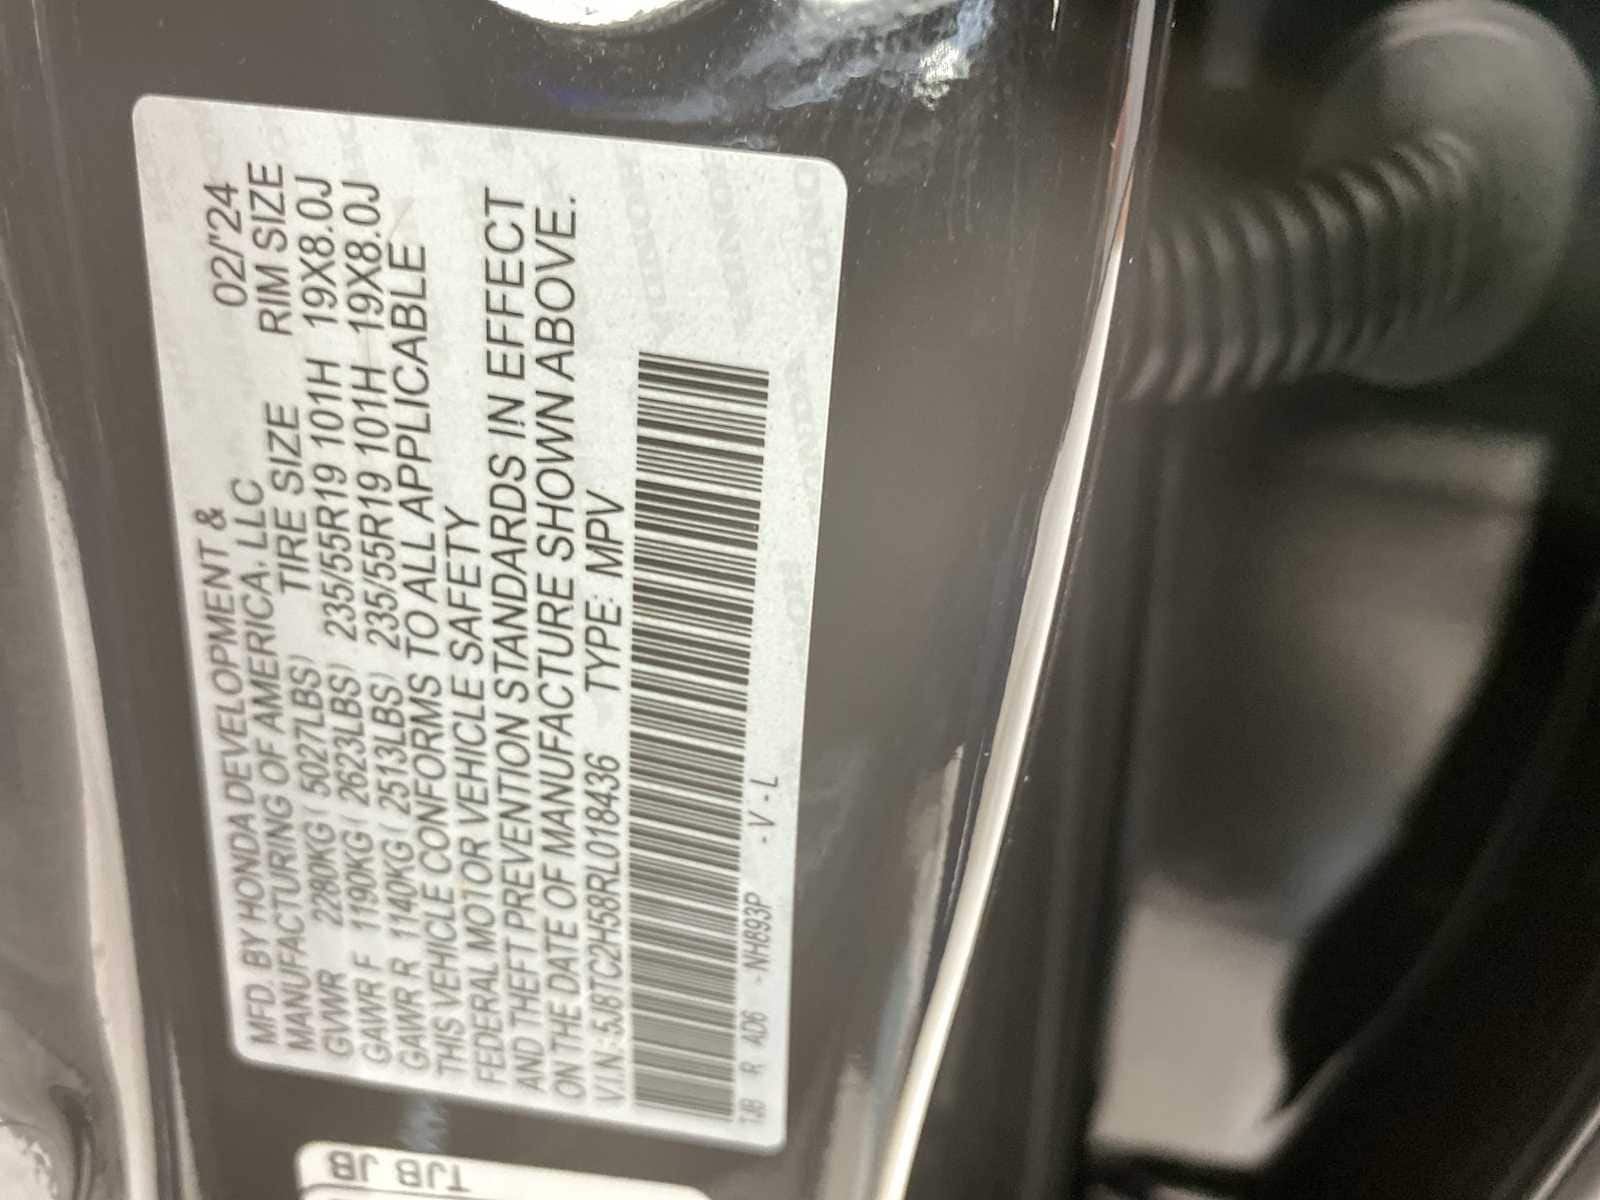 MFD. BY HONDA DEVELOPMENT & 02/'24
MANUFACTURING OF AMERICA, LLC
TIRE SIZE RIM SIZE
GVWR 2280KG ( 5027LBS)
GAWR F 1190KG ( 2623LBS) 235/55R19 101H 19X8.0J
GAWR R 1140KG ( 2513LBS) 235/55R19 101H 19X8.0J
THIS VEHICLE CONFORMS TO ALL APPLICABLE
FEDERAL MOTOR VEHICLE SAFETY
AND THEFT PREVENTION STANDARDS IN EFFECT
ON THE DATE OF MANUFACTURE SHOWN ABOVE.
V.I.N:5J8TC2H58RL018436 TYPE: MPV
TJB R AD6 -NH893P -V - L
TJB JB